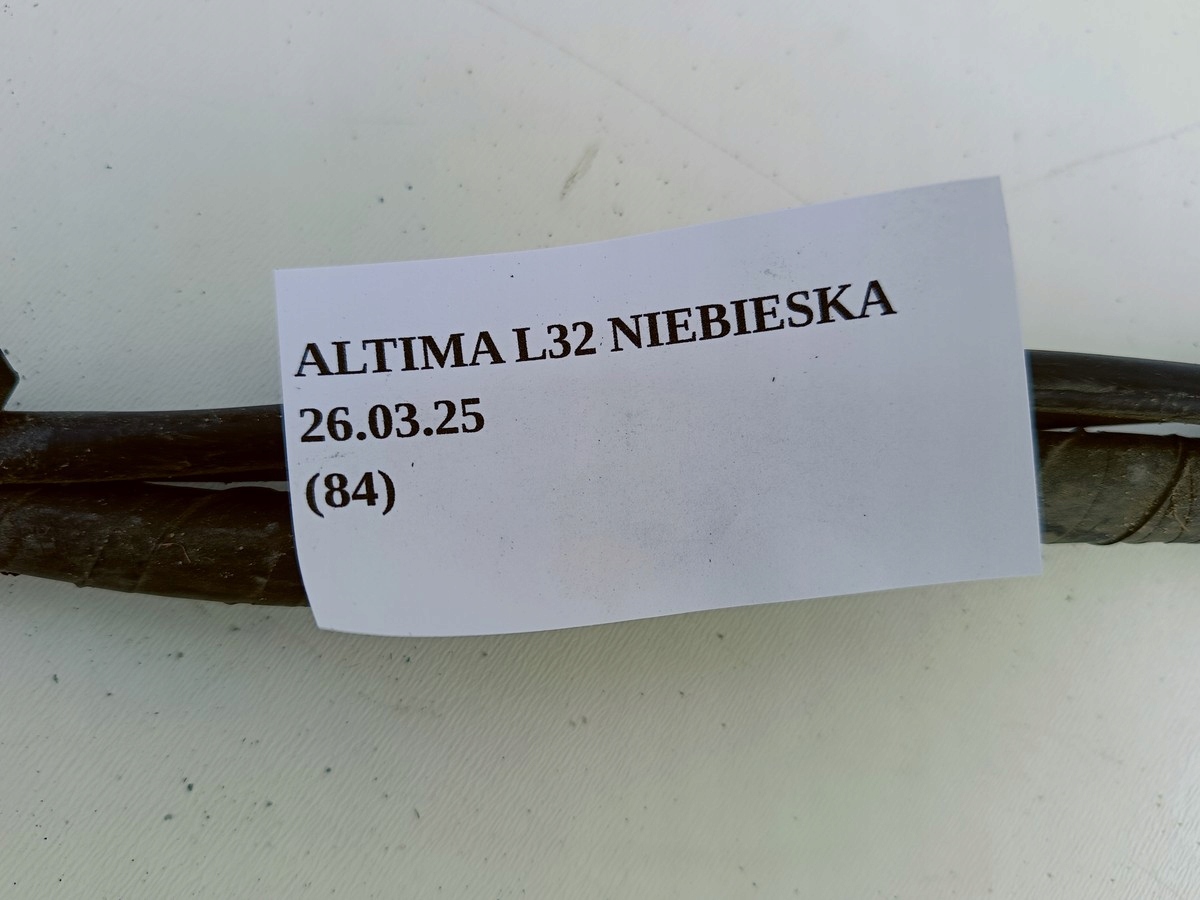 ALTIMA L32 NIEBIESKA
26.03.25
(84)